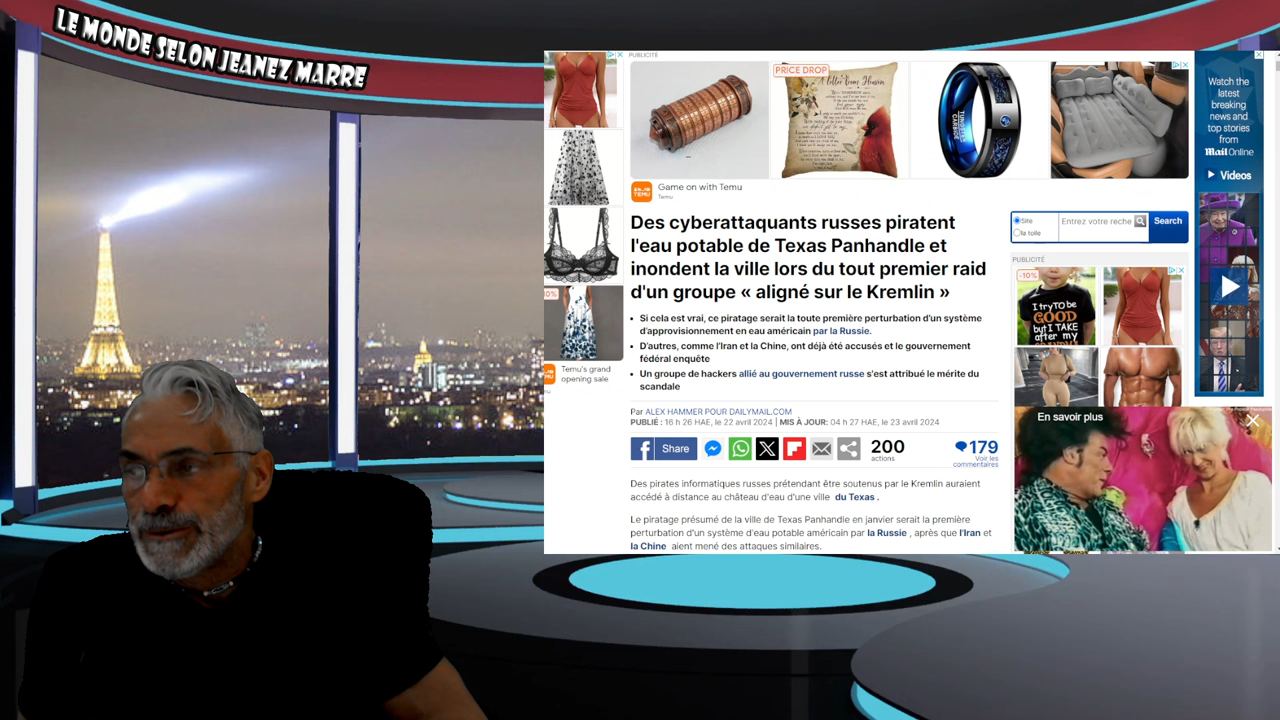 LE MONDE SELON JEANEZ MARRE
PUBLICITÉ
PRICE DROP
A Letter from Heaven
TUNGSTEN CARBIDE
TEMU
Game on with Temu
Temu
Watch the
latest
breaking
news and
top stories
from
MailOnline
Videos
Des cyberattaquants russes piratent
l'eau potable de Texas Panhandle et
inondent la ville lors du tout premier raid
d'un groupe « aligné sur le Kremlin »
Site
la toile
Entrez votre reche
Search
Si cela est vrai, ce piratage serait la toute première perturbation d'un système
d'approvisionnement en eau américain par la Russie.
D'autres, comme l'Iran et la Chine, ont déjà été accusés et le gouvernement
fédéral enquête
Un groupe de hackers allié au gouvernement russe s'est attribué le mérite du
scandale
PUBLICITÉ
-10%
I TRY TO BE
GOOD
but I TAKE
after my
Temu's grand
opening sale
Par ALEX HAMMER POUR DAILYMAIL.COM
PUBLIÉ : 16 h 26 HAE, le 22 avril 2024 | MIS À JOUR: 04 h 27 HAE, le 23 avril 2024
Share
200
actions
179
Voir les
commentaires
En savoir plus
Des pirates informatiques russes prétendant être soutenus par le Kremlin auraient
accédé à distance au château d'eau d'une ville du Texas .
Le piratage présumé de la ville de Texas Panhandle en janvier serait la première
perturbation d'un système d'eau potable américain par la Russie , après que l'Iran et
la Chine aient mené des attaques similaires.